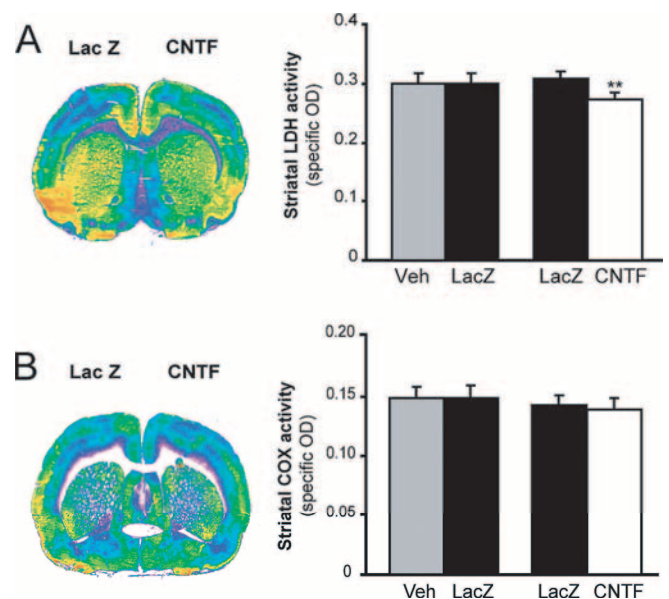 A
Lac Z CNTF
Striatal LDH activity
(specific OD)
0.4
0.3
0.2
0.1
0
**
Veh LacZ LacZ CNTF
B
Lac Z CNTF
Striatal COX activity
(specific OD)
0.20
0.15
0.10
0.05
0
Veh LacZ LacZ CNTF